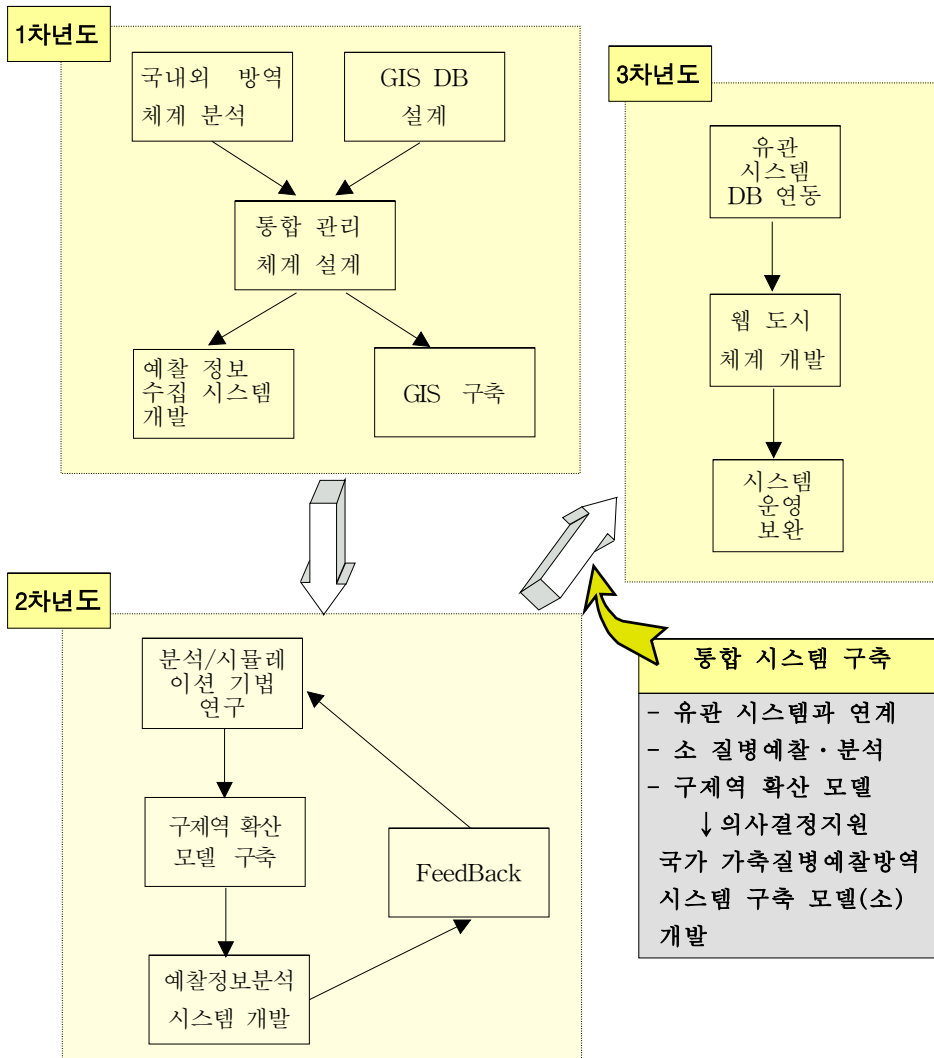 1차년도
국내외 방역
체계 분석
GIS DB
설계
통합 관리
체계 설계
예찰 정보
수집 시스템
개발
GIS 구축
2차년도
분석/시뮬레
이션 기법
연구
구제역 확산
모델 구축
예찰정보분석
시스템 개발
FeedBack
3차년도
유관
시스템
DB 연동
웹 도시
체계 개발
시스템
운영
보완
통합 시스템 구축
- 유관 시스템과 연계
- 소 질병예찰·분석
- 구제역 확산 모델
↓의사결정지원
국가 가축질병예찰방역
시스템 구축 모델(소)
개발